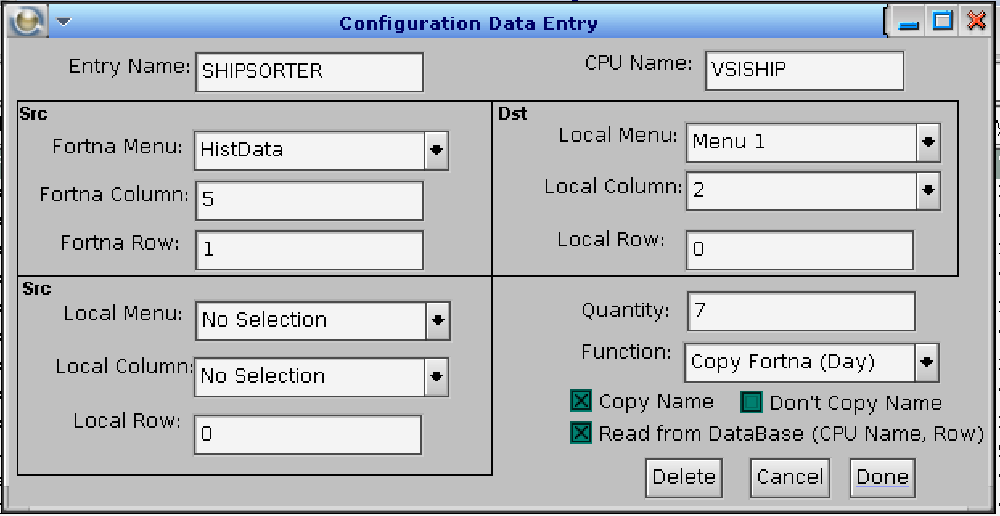 Configuration Data Entry
Entry Name: SHIPSORTER
CPU Name: VSISHIP
Src
Fortna Menu: HistData
Fortna Column: 5
Fortna Row: 1
Dst
Local Menu: Menu 1
Local Column: 2
Local Row: 0
Src
Local Menu: No Selection
Local Column: No Selection
Local Row: 0
Quantity: 7
Function: Copy Fortna (Day)
Copy Name Don't Copy Name
Read from DataBase (CPU Name, Row)
Delete Cancel Done